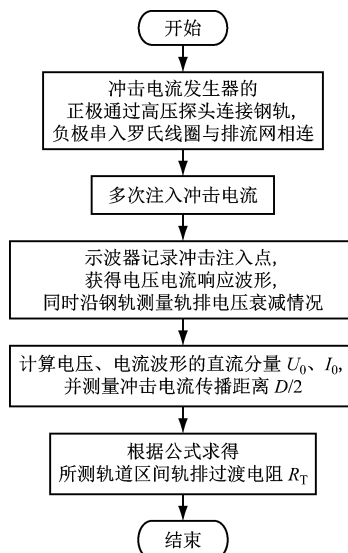 开始
冲击电流发生器的
正极通过高压探头连接钢轨,
负极串入罗氏线圈与排流网相连
多次注入冲击电流
示波器记录冲击注入点,
获得电压电流响应波形,
同时沿钢轨测量轨排电压衰减情况
计算电压、电流波形的直流分量 U₀、I₀,
并测量冲击电流传播距离 D/2
根据公式求得
所测轨道区间轨排过渡电阻 R_T
结束